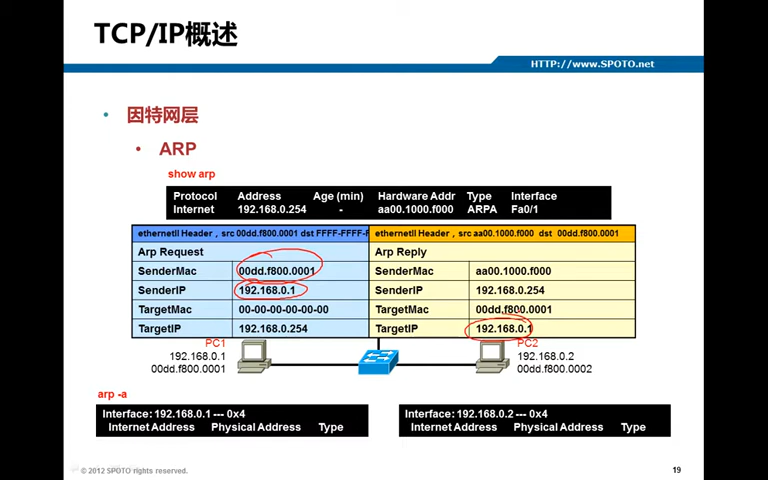 TCP/IP概述
HTTP://www.SPOTO.net
• 因特网层
• ARP
show arp
Protocol Address Age (min) Hardware Addr Type Interface
Internet 192.168.0.254 - aa00.1000.f000 ARPA Fa0/1
ethernetII Header，src 00dd.f800.0001 dst FFFF-FFFF-F
Arp Request
SenderMac 00dd.f800.0001
SenderIP 192.168.0.1
TargetMac 00-00-00-00-00-00
TargetIP 192.168.0.254
ethernetII Header，src aa00.1000.f000 dst 00dd.f800.0001
Arp Reply
SenderMac aa00.1000.f000
SenderIP 192.168.0.254
TargetMac 00dd.f800.0001
TargetIP 192.168.0.1
PC1
192.168.0.1
00dd.f800.0001
PC2
192.168.0.2
00dd.f800.0002
arp -a
Interface: 192.168.0.1 --- 0x4
Internet Address Physical Address Type
Interface: 192.168.0.2 --- 0x4
Internet Address Physical Address Type
© 2012 SPOTO rights reserved.
19